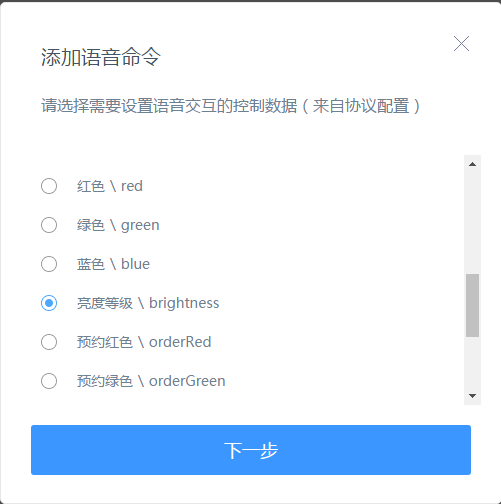 添加语音命令
请选择需要设置语音交互的控制数据（来自协议配置）
红色 \ red
绿色 \ green
蓝色 \ blue
亮度等级 \ brightness
预约红色 \ orderRed
预约绿色 \ orderGreen
下一步